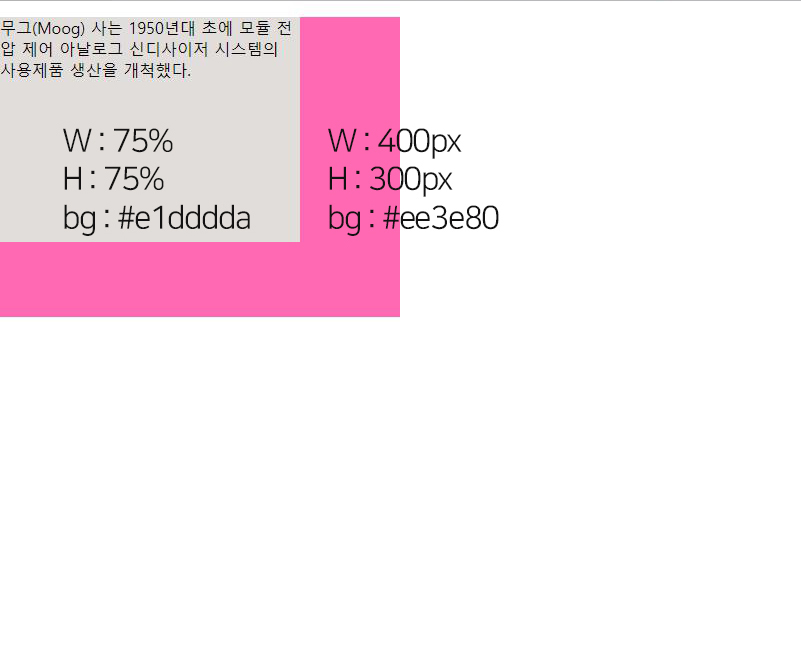 무그(Moog) 사는 1950년대 초에 모듈 전
압 제어 아날로그 신디사이저 시스템의
사용제품 생산을 개척했다.
W : 75%
H : 75%
bg : #e1dddda
W : 400px
H : 300px
bg : #ee3e80